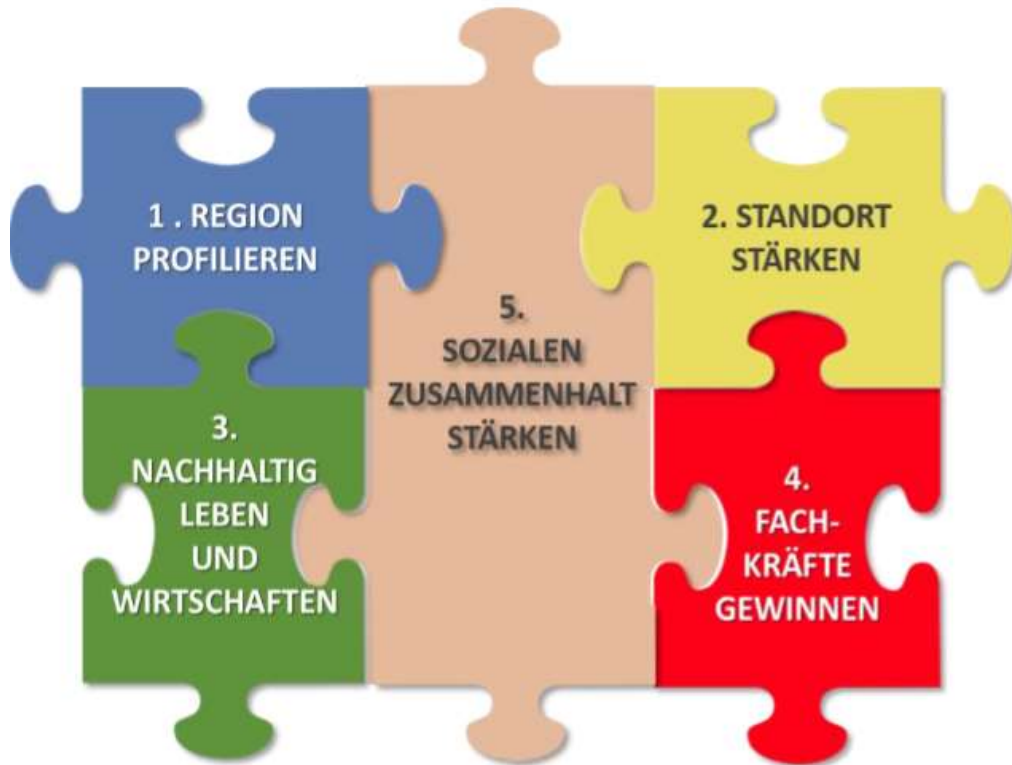 1 . REGION
PROFILIEREN
2. STANDORT
STÄRKEN
3.
NACHHALTIG
LEBEN
UND
WIRTSCHAFTEN
4.
FACH-
KRÄFTE
GEWINNEN
5.
SOZIALEN
ZUSAMMENHALT
STÄRKEN